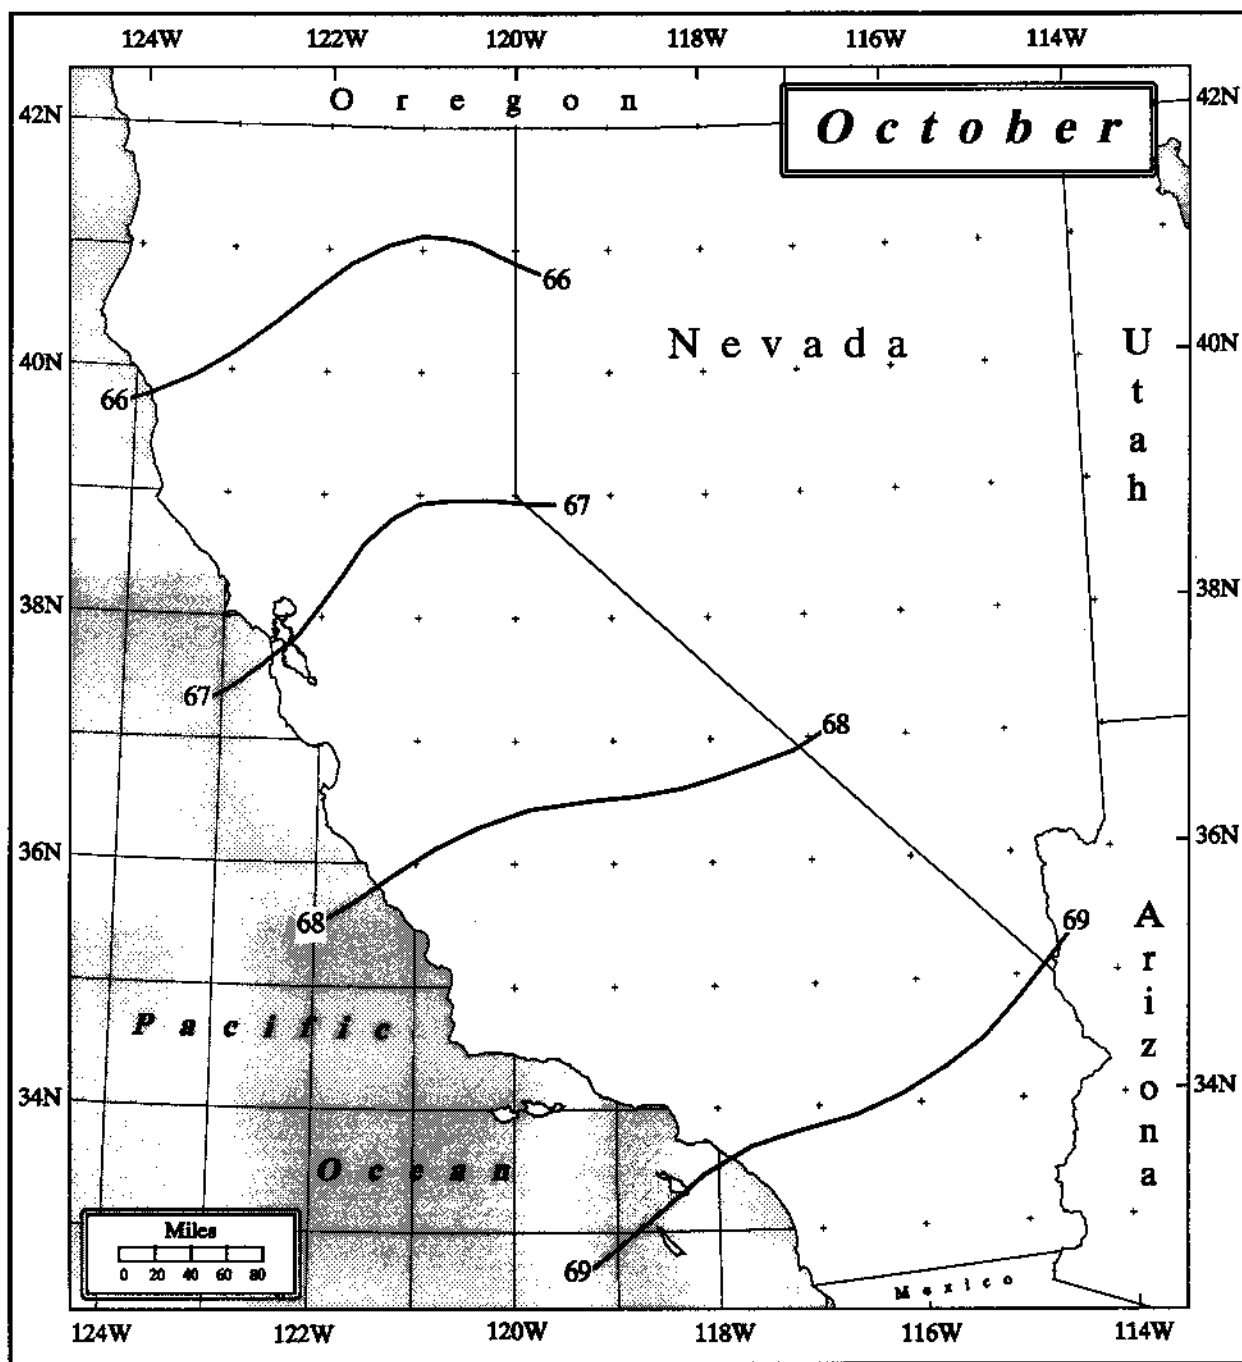 124W 122W 120W 118W 116W 114W
Oregon
42N
42N
October
66
66
Nevada
Utah
40N
40N
67
67
38N
38N
68
68
36N
36N
69
69
Arizona
Pacific
Ocean
34N
34N
Miles
0 20 40 60 80
Mexico
124W 122W 120W 118W 116W 114W